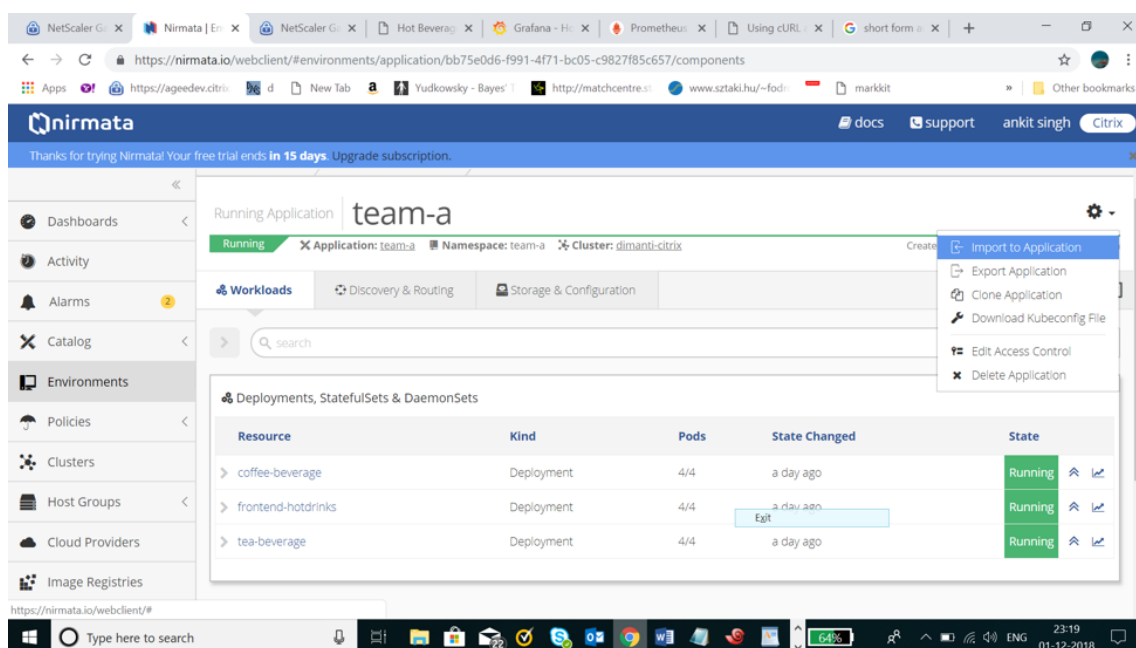 NetScaler Ga
Nirmata | En
NetScaler Ga
Hot Beverag
Grafana - Ho
Prometheus
Using cURL
short form a
https://nirmata.io/webclient/#environments/application/bb75e0d6-f991-4f71-bc05-c9827f85c657/components
Apps
https://ageedev.citrix
d
New Tab
Yudkowsky - Bayes' T
http://matchcentre.st
www.sztaki.hu/~fodr
markkit
»
Other bookmarks
nirmata
docs
support
ankit singh
Citrix
Thanks for trying Nirmata! Your free trial ends in 15 days. Upgrade subscription.
Running Application
team-a
Running
Application: team-a
Namespace: team-a
Cluster: dimanti-citrix
Create
Import to Application
Export Application
Clone Application
Download Kubeconfig File
Edit Access Control
Delete Application
Dashboards
Activity
Alarms 2
Catalog
Environments
Policies
Clusters
Host Groups
Cloud Providers
Image Registries
Workloads
Discovery & Routing
Storage & Configuration
search
Deployments, StatefulSets & DaemonSets
Resource Kind Pods State Changed State
coffee-beverage Deployment 4/4 a day ago Running
frontend-hotdrinks Deployment 4/4 a day ago Running
Exit
tea-beverage Deployment 4/4 a day ago Running
https://nirmata.io/webclient/#
Type here to search
22
64%
ENG
23:19
01-12-2018